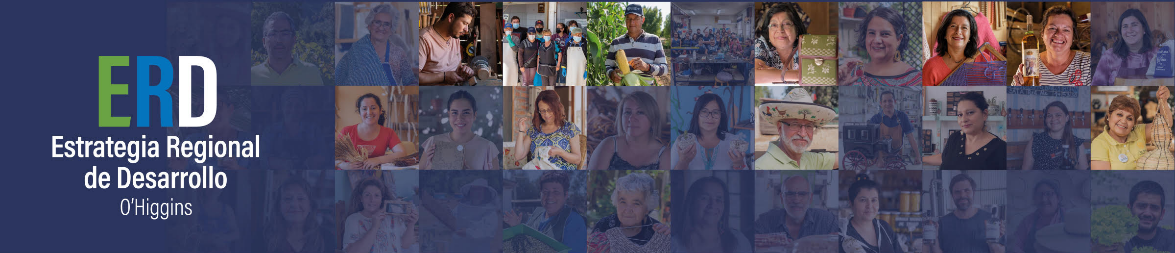 ERD
Estrategia Regional
de Desarrollo
O'Higgins